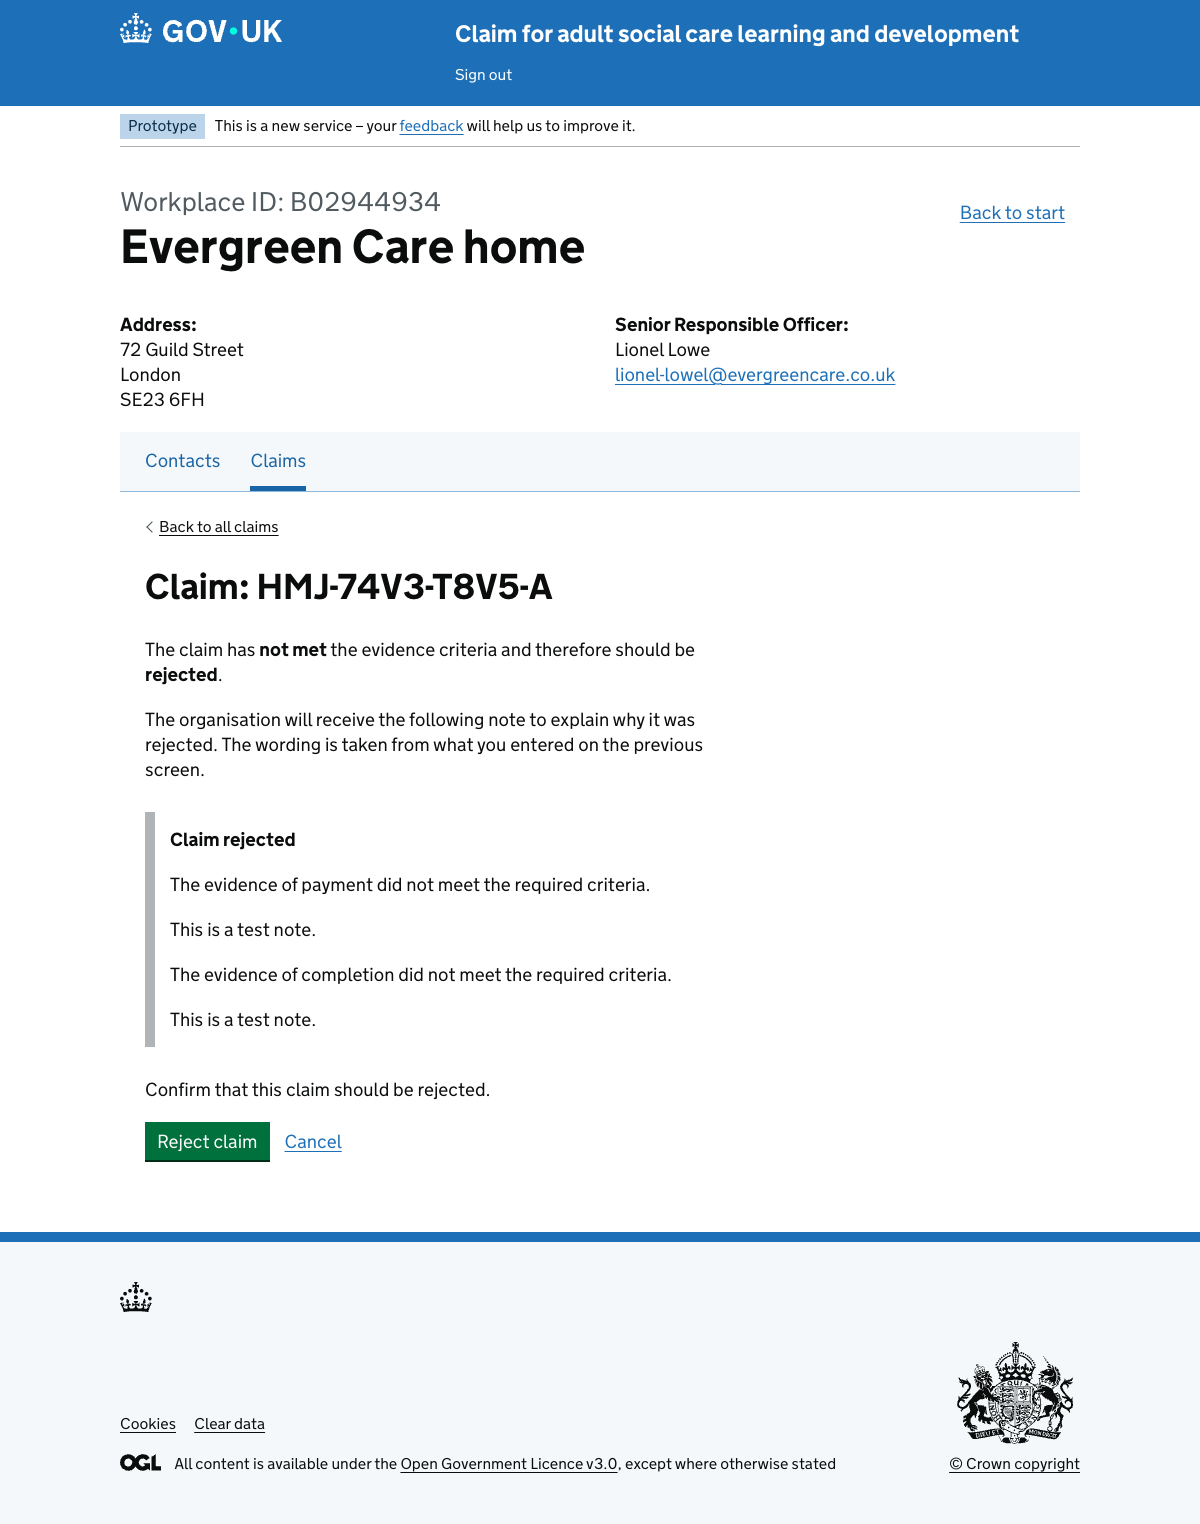 GOV·UK
Claim for adult social care learning and development
Sign out
Prototype This is a new service – your feedback will help us to improve it.
Workplace ID: B02944934
Back to start
Evergreen Care home
Address:
72 Guild Street
London
SE23 6FH
Senior Responsible Officer:
Lionel Lowe
lionel-lowel@evergreencare.co.uk
Contacts Claims
Back to all claims
Claim: HMJ-74V3-T8V5-A
The claim has not met the evidence criteria and therefore should be
rejected.
The organisation will receive the following note to explain why it was
rejected. The wording is taken from what you entered on the previous
screen.
Claim rejected
The evidence of payment did not meet the required criteria.
This is a test note.
The evidence of completion did not meet the required criteria.
This is a test note.
Confirm that this claim should be rejected.
Reject claim Cancel
Cookies Clear data
OGL All content is available under the Open Government Licence v3.0, except where otherwise stated
© Crown copyright